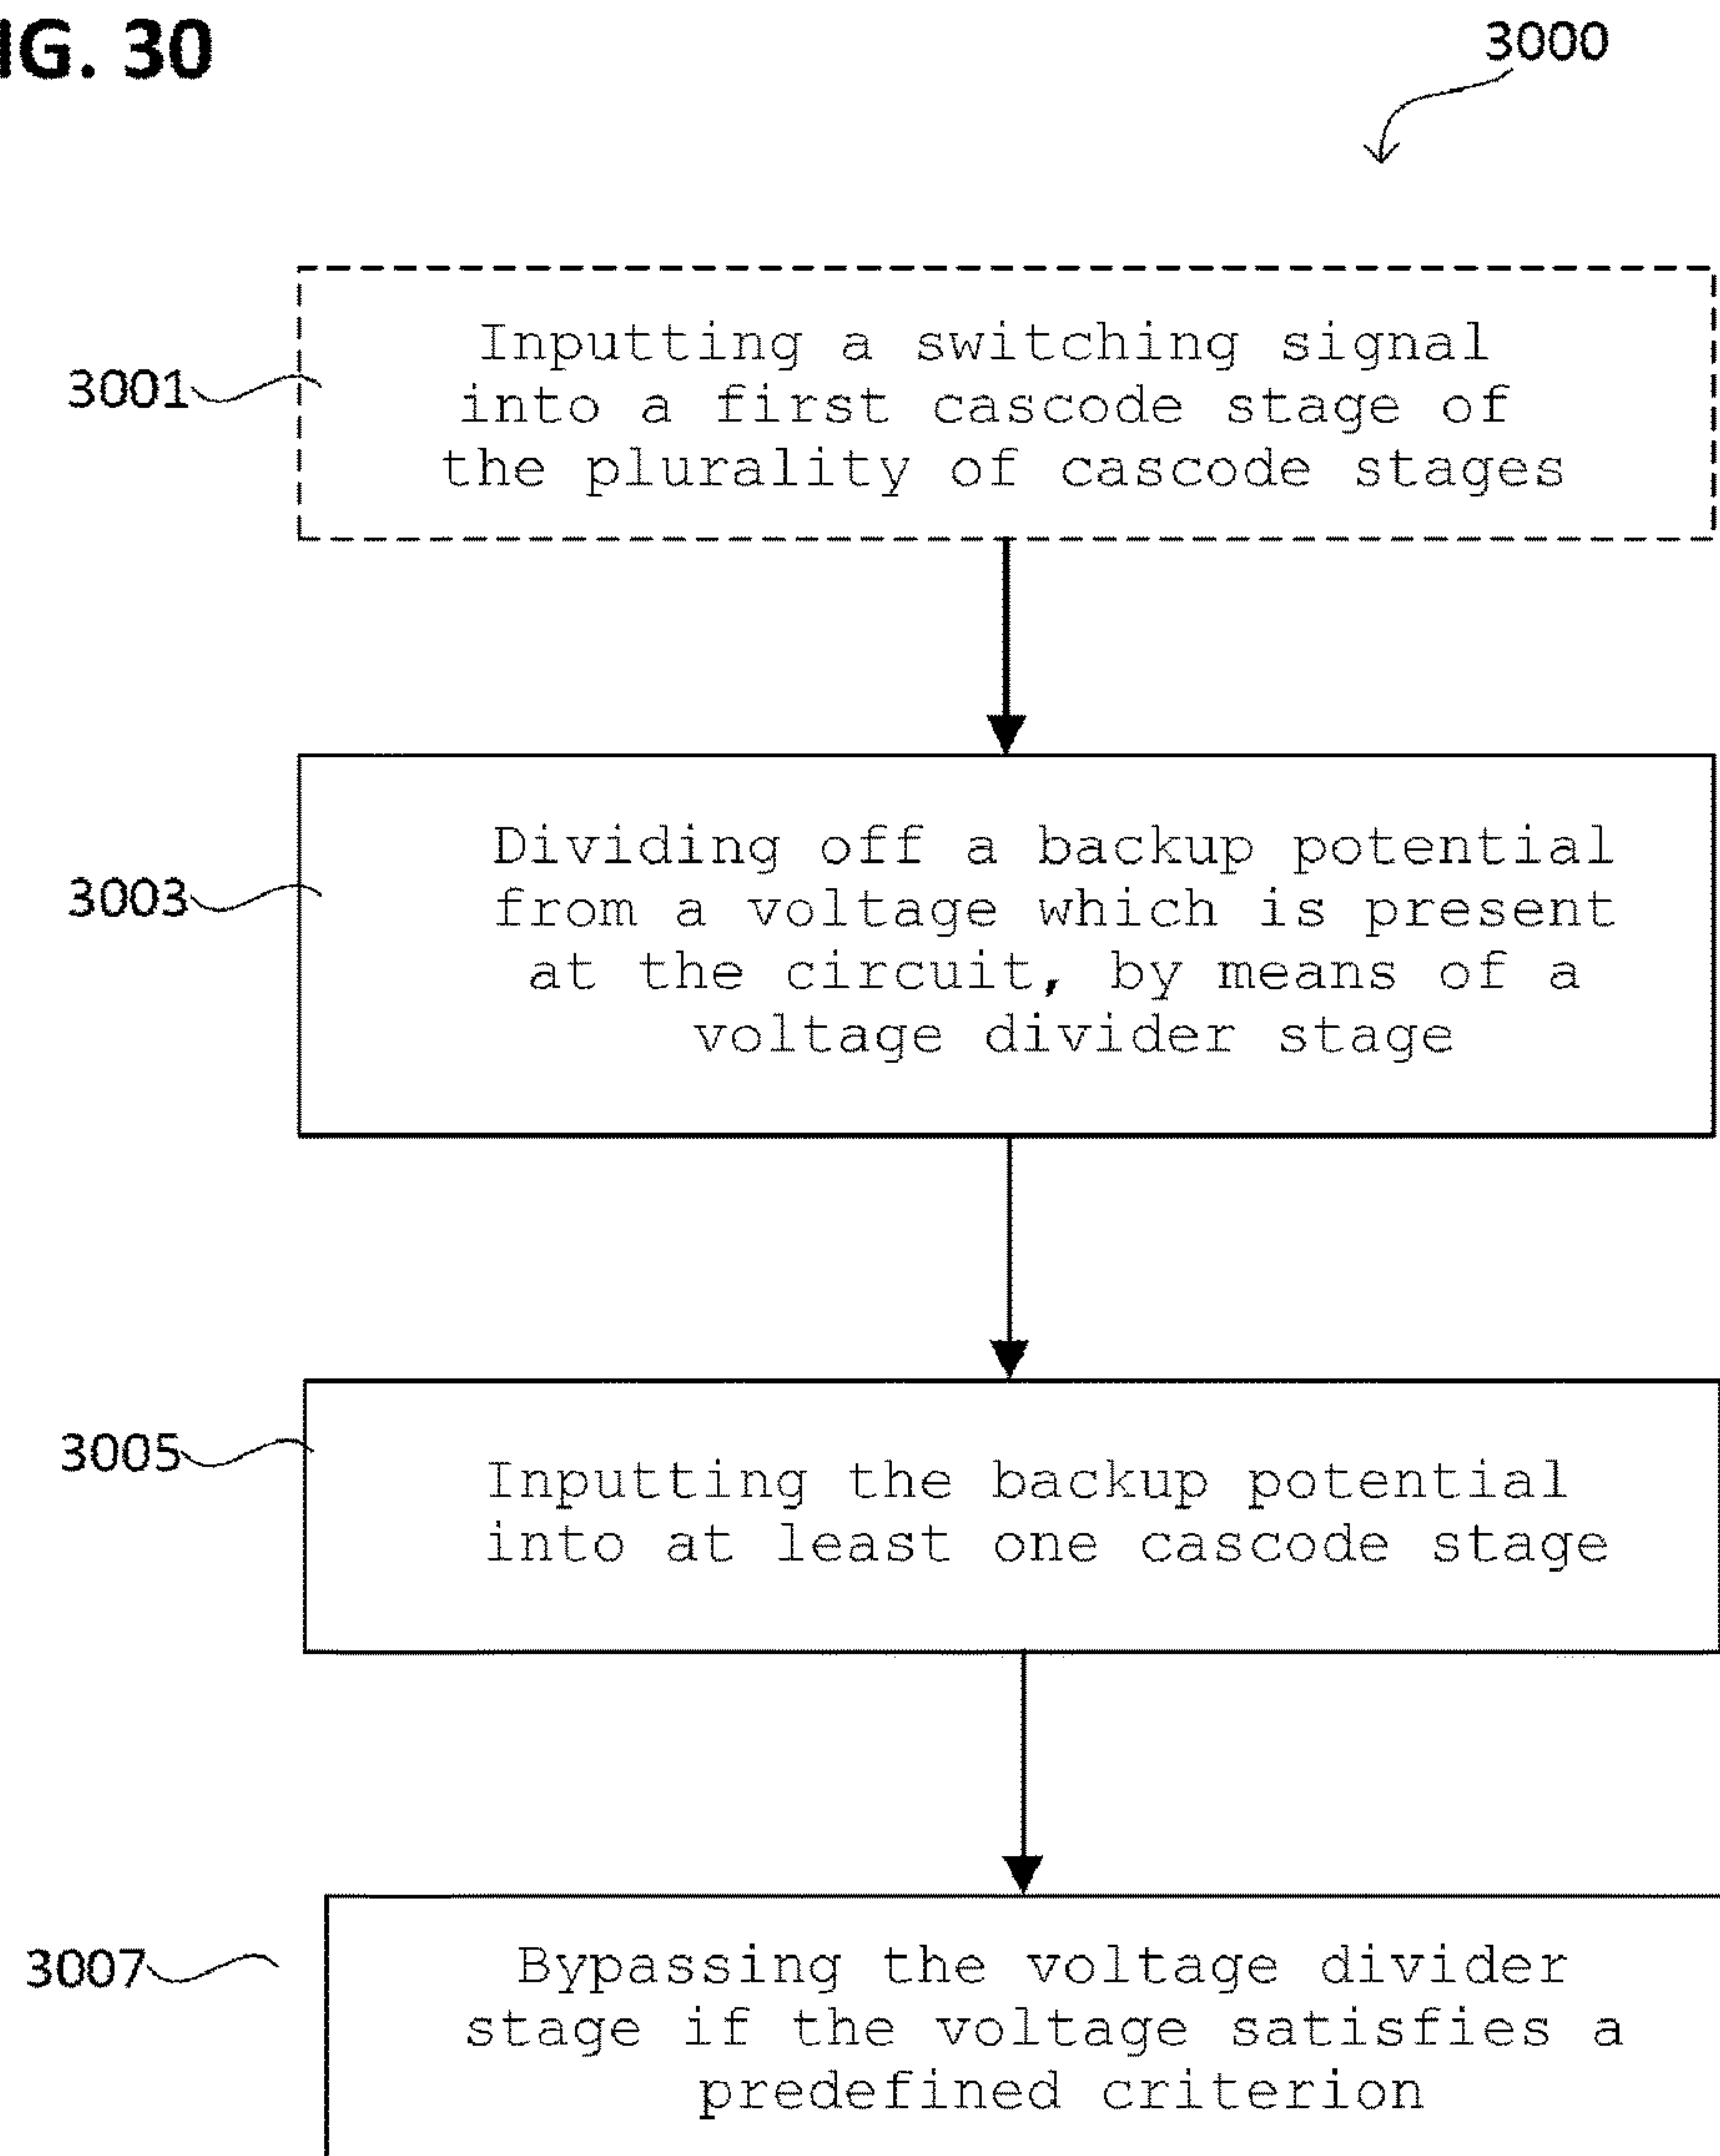 IG. 30
3000
3001
Inputting a switching signal
into a first cascode stage of
the plurality of cascode stages
3003
Dividing off a backup potential
from a voltage which is present
at the circuit, by means of a
voltage divider stage
3005
Inputting the backup potential
into at least one cascode stage
3007
Bypassing the voltage divider
stage if the voltage satisfies a
predefined criterion